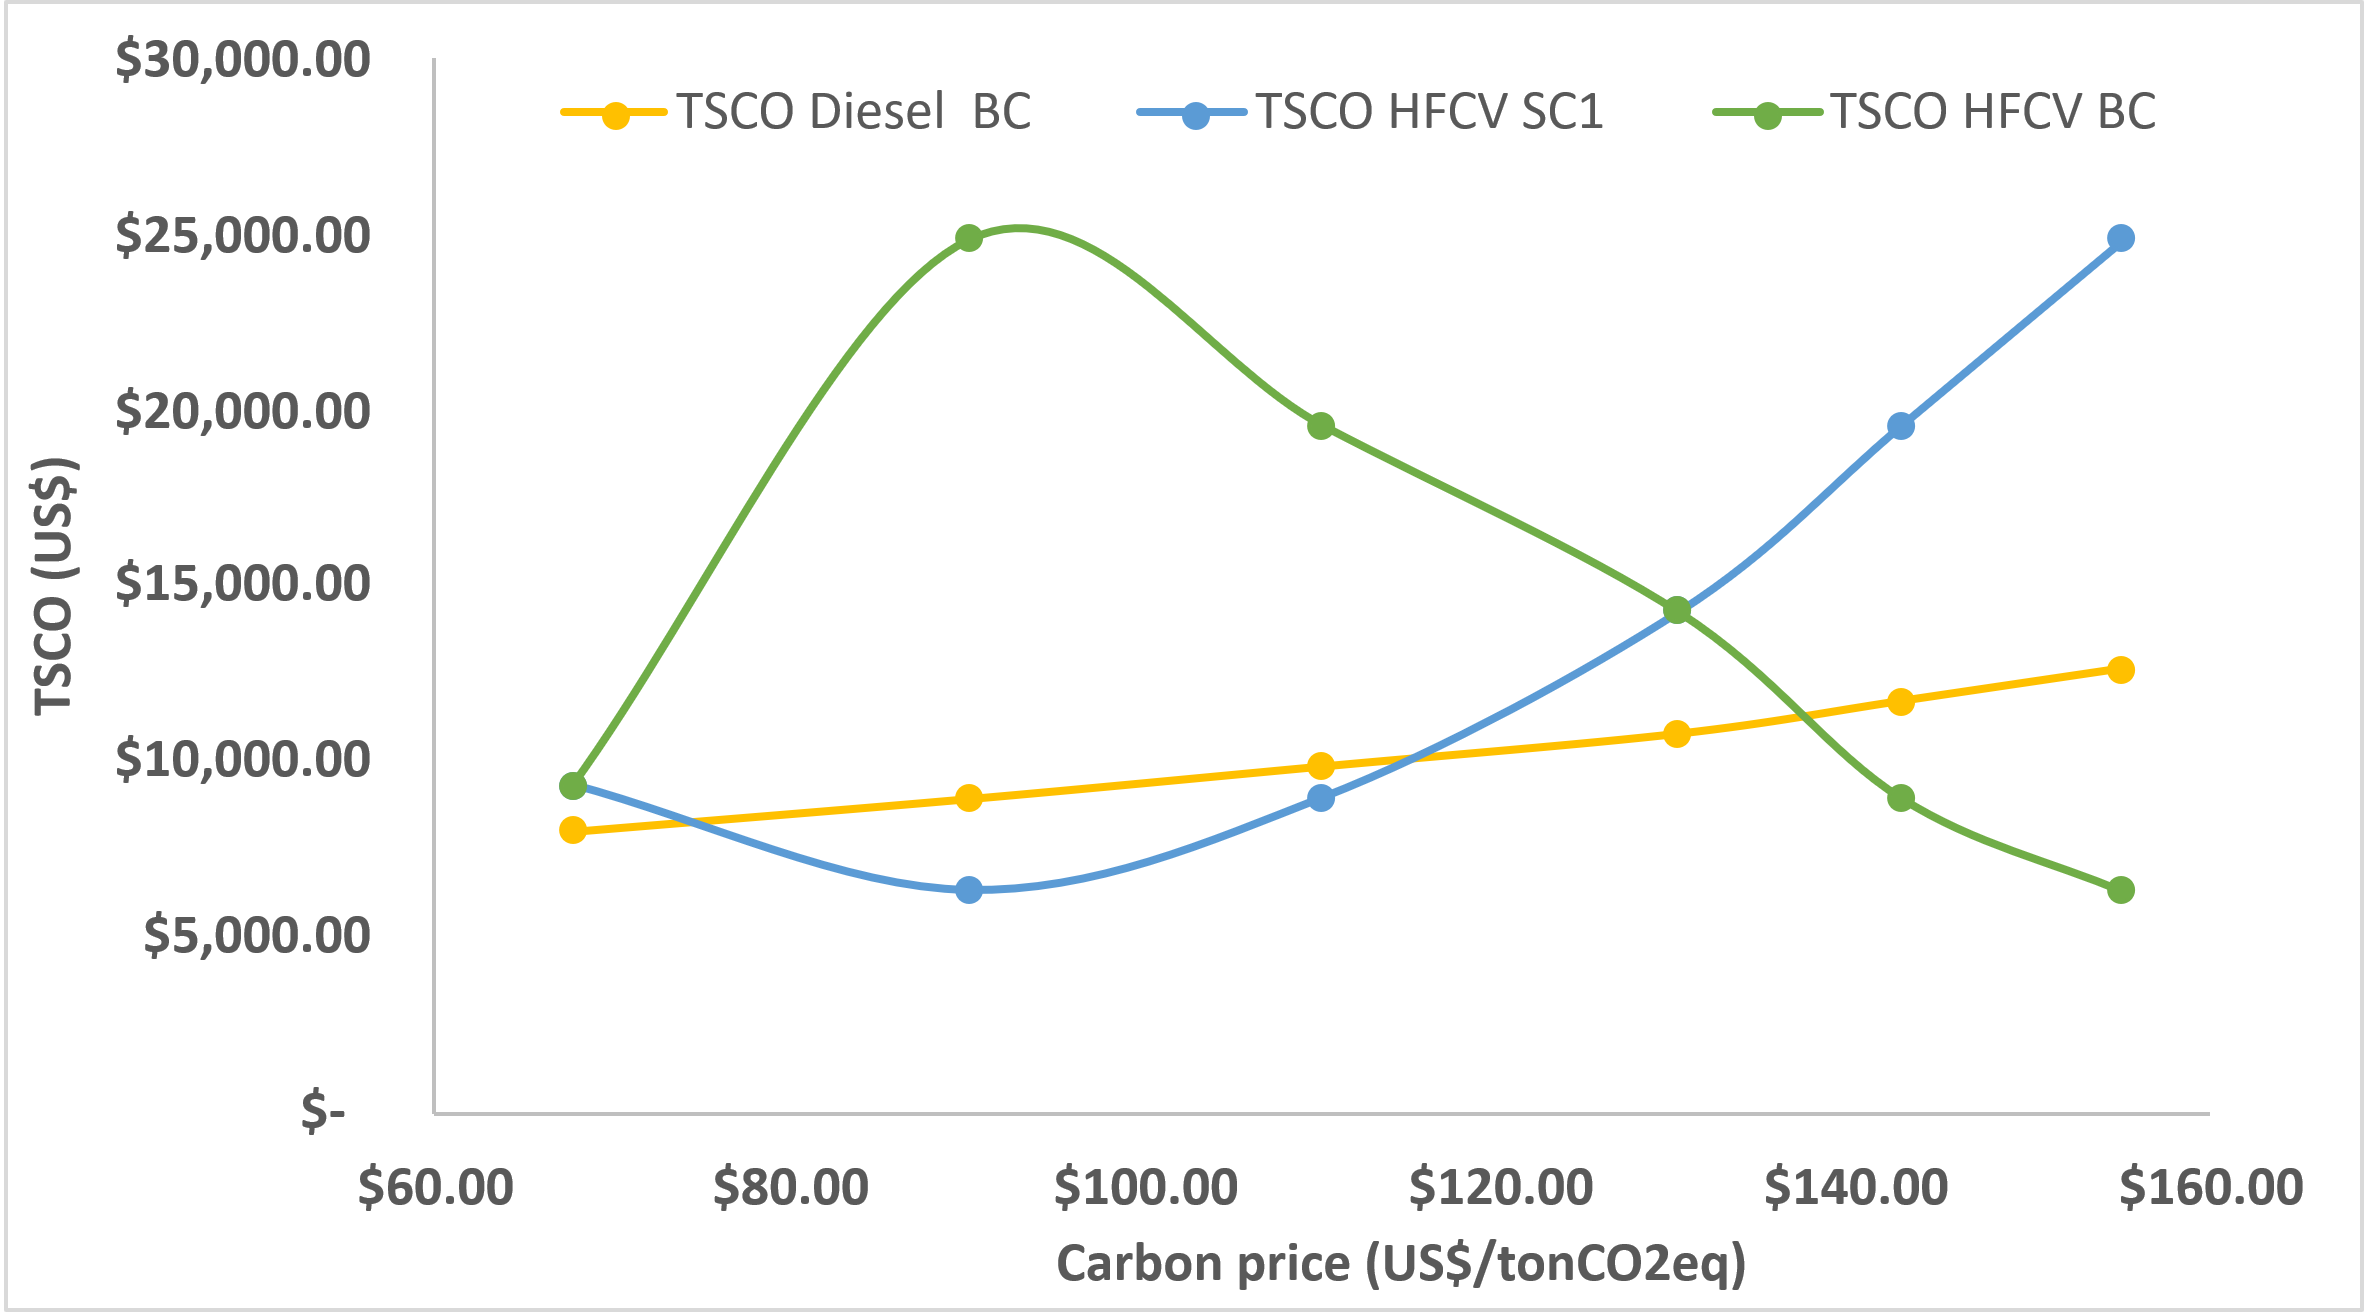 $30,000.00
TSCO Diesel  BC
TSCO HFCV SC1
TSCO HFCV BC
$25,000.00
$20,000.00
$15,000.00
$10,000.00
$5,000.00
$-
TSCO (US$)
$60.00
$80.00
$100.00
$120.00
$140.00
$160.00
Carbon price (US$/tonCO2eq)